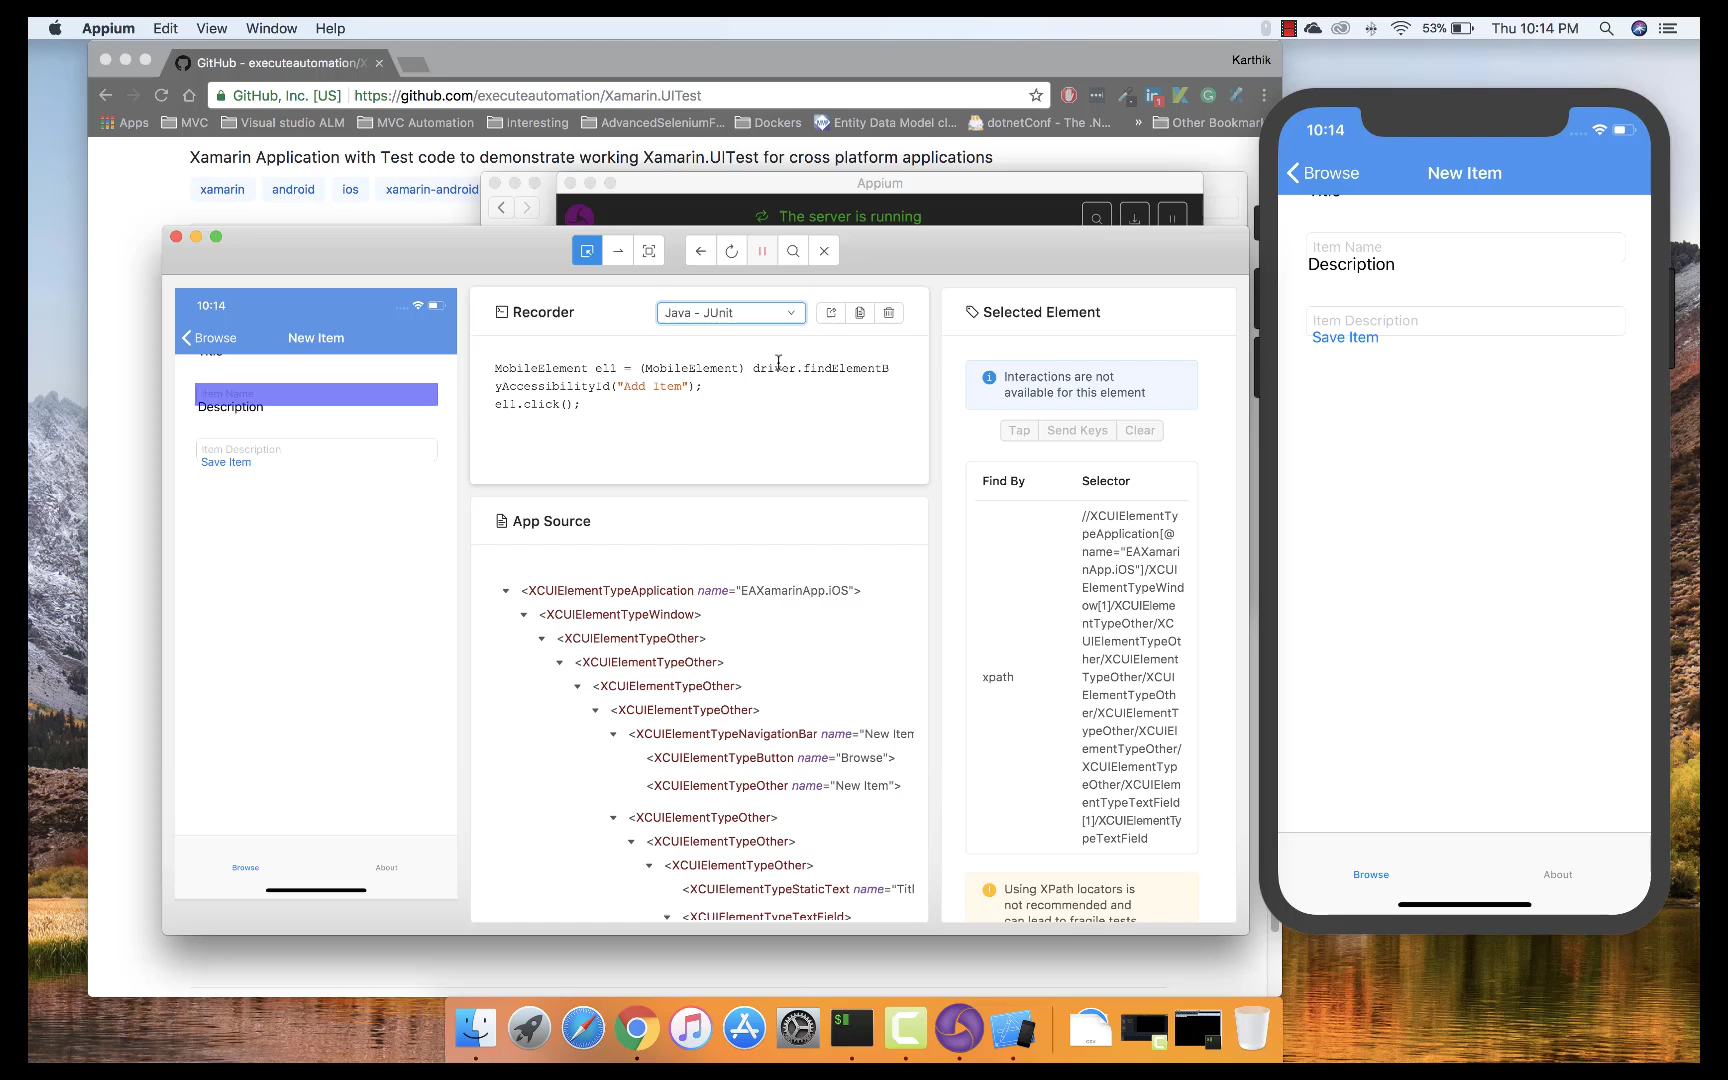 Appium Edit View Window Help
53% Thu 10:14 PM
GitHub - executeautomation/X
Karthik
GitHub, Inc. [US] https://github.com/executeautomation/Xamarin.UITest
Apps MVC Visual studio ALM MVC Automation Interesting AdvancedSeleniumF... Dockers Entity Data Model cl... dotnetConf - The .N... » Other Bookmar
Xamarin Application with Test code to demonstrate working Xamarin.UITest for cross platform applications
xamarin android ios xamarin-android
Appium
The server is running
10:14
Browse New Item
Item Name
Description
Item Description
Save Item
Browse About
Recorder Java - JUnit
MobileElement el1 = (MobileElement) driver.findElementB
yAccessibilityId("Add Item");
el1.click();
App Source
<XCUIElementTypeApplication name="EAXamarinApp.iOS">
<XCUIElementTypeWindow>
<XCUIElementTypeOther>
<XCUIElementTypeOther>
<XCUIElementTypeOther>
<XCUIElementTypeOther>
<XCUIElementTypeNavigationBar name="New Item
<XCUIElementTypeButton name="Browse">
<XCUIElementTypeOther name="New Item">
<XCUIElementTypeOther>
<XCUIElementTypeOther>
<XCUIElementTypeOther>
<XCUIElementTypeStaticText name="Titl
<XCUIElementTypeTextField>
Selected Element
Interactions are not
available for this element
Tap Send Keys Clear
Find By Selector
xpath
//XCUIElementTy
peApplication[@
name="EAXamari
nApp.iOS"]/XCUI
ElementTypeWind
ow[1]/XCUIEleme
ntTypeOther/XC
UIElementTypeOt
her/XCUIElement
TypeOther/XCUI
ElementTypeOth
er/XCUIElementT
ypeOther/XCUIEl
ementTypeOther/
XCUIElementTyp
eOther/XCUIElem
entTypeTextField
[1]/XCUIElementTy
peTextField
Using XPath locators is
not recommended and
can lead to fragile tests
10:14
Browse New Item
Title
Item Name
Description
Item Description
Save Item
Browse About